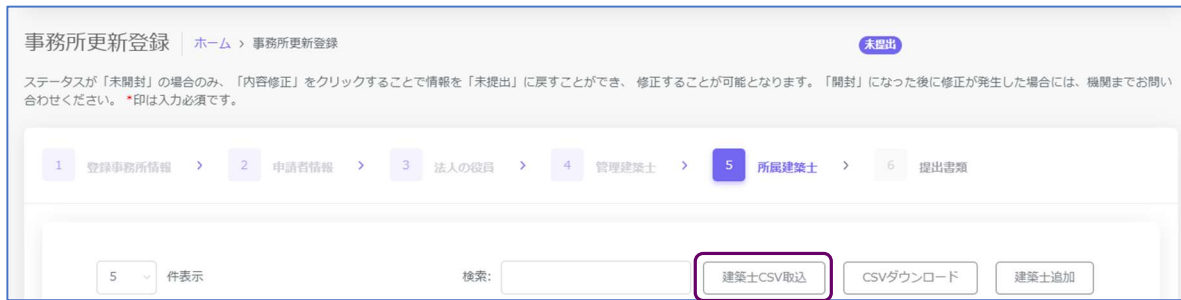 事務所更新登録 ホーム > 事務所更新登録 未提出
ステータスが「未開封」の場合のみ、「内容修正」をクリックすることで情報を「未提出」に戻すことができ、 修正することが可能となります。「開封」になった後に修正が発生した場合には、機関までお問い
合わせください。 *印は入力必須です。
1 登録事務所情報 > 2 申請者情報 > 3 法人の役員 > 4 管理建築士 > 5 所属建築士 > 6 提出書類
5 件表示 検索: 建築士CSV取込 CSVダウンロード 建築士追加